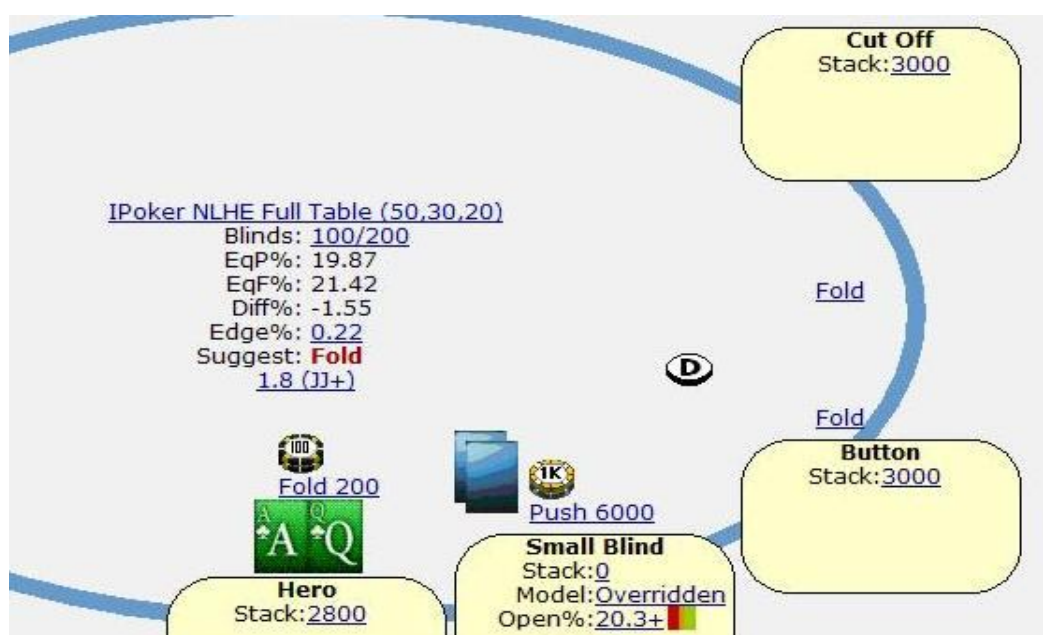 Cut Off
Stack:3000
IPoker NLHE Full Table (50,30,20)
Blinds: 100/200
EqP%: 19.87
EqF%: 21.42
Diff%: -1.55
Edge%: 0.22
Suggest: Fold
1.8 (JJ+)
Fold
D
Fold
Button
Stack:3000
100
Fold 200
A Q
A Q
1K
Push 6000
Small Blind
Stack:0
Model:Overridden
Open%:20.3+
Hero
Stack:2800